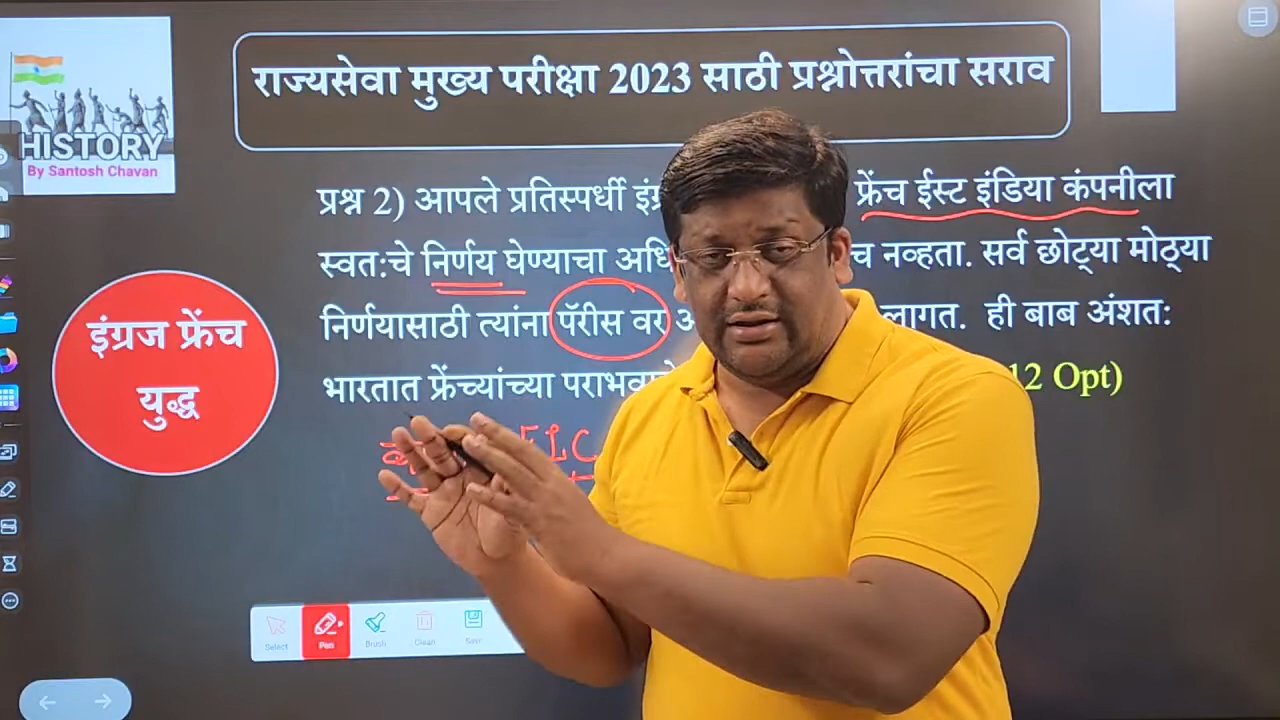 राज्यसेवा मुख्य परीक्षा 2023 साठी प्रश्नोत्तरांचा सराव
HISTORY
By Santosh Chavan
प्रश्न 2) आपले प्रतिस्पर्धी फ्रेंच ईस्ट इंडिया कंपनीला
स्वत:चे निर्णय घेण्याचा नव्हता. सर्व छोट्या मोठ्या
निर्णयासाठी त्यांना पॅरीस वर लागत. ही बाब अंशत:
भारतात फ्रेंच्यांच्या 12 Opt)
इंग्रज फ्रेंच
युद्ध
EIC
Select Pen Brush Clean Save